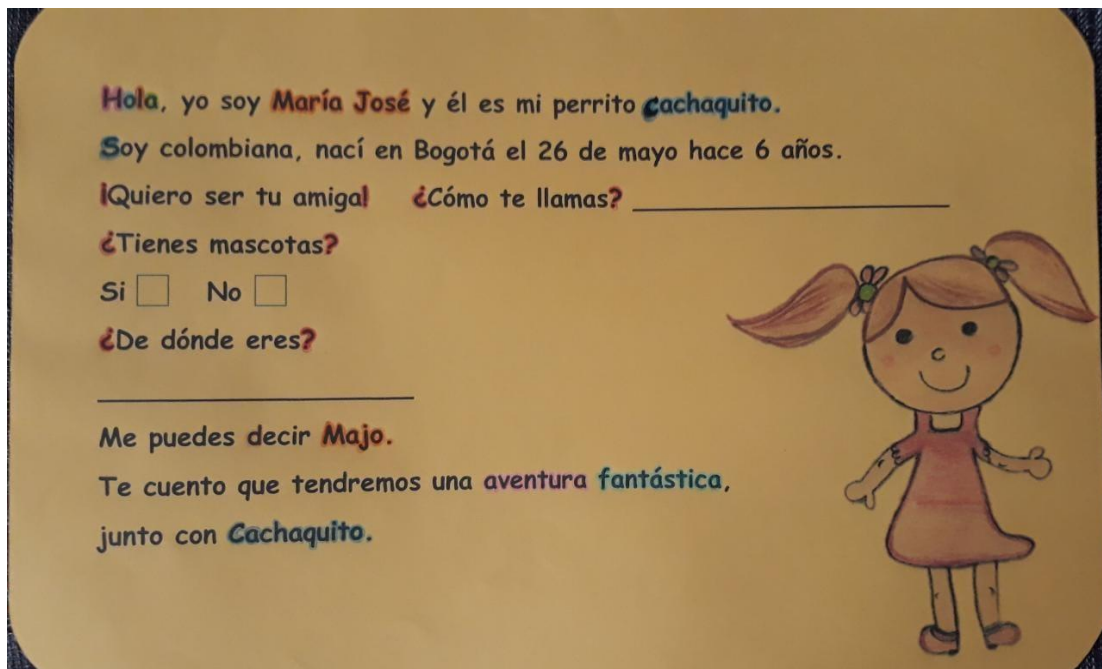 Hola, yo soy María José y él es mi perrito cachaquito.
Soy colombiana, nací en Bogotá el 26 de mayo hace 6 años.
¡Quiero ser tu amiga! ¿Cómo te llamas? ____________________
¿Tienes mascotas?
Si □ No □
¿De dónde eres?
____________________
Me puedes decir Majo.
Te cuento que tendremos una aventura fantástica,
junto con Cachaquito.